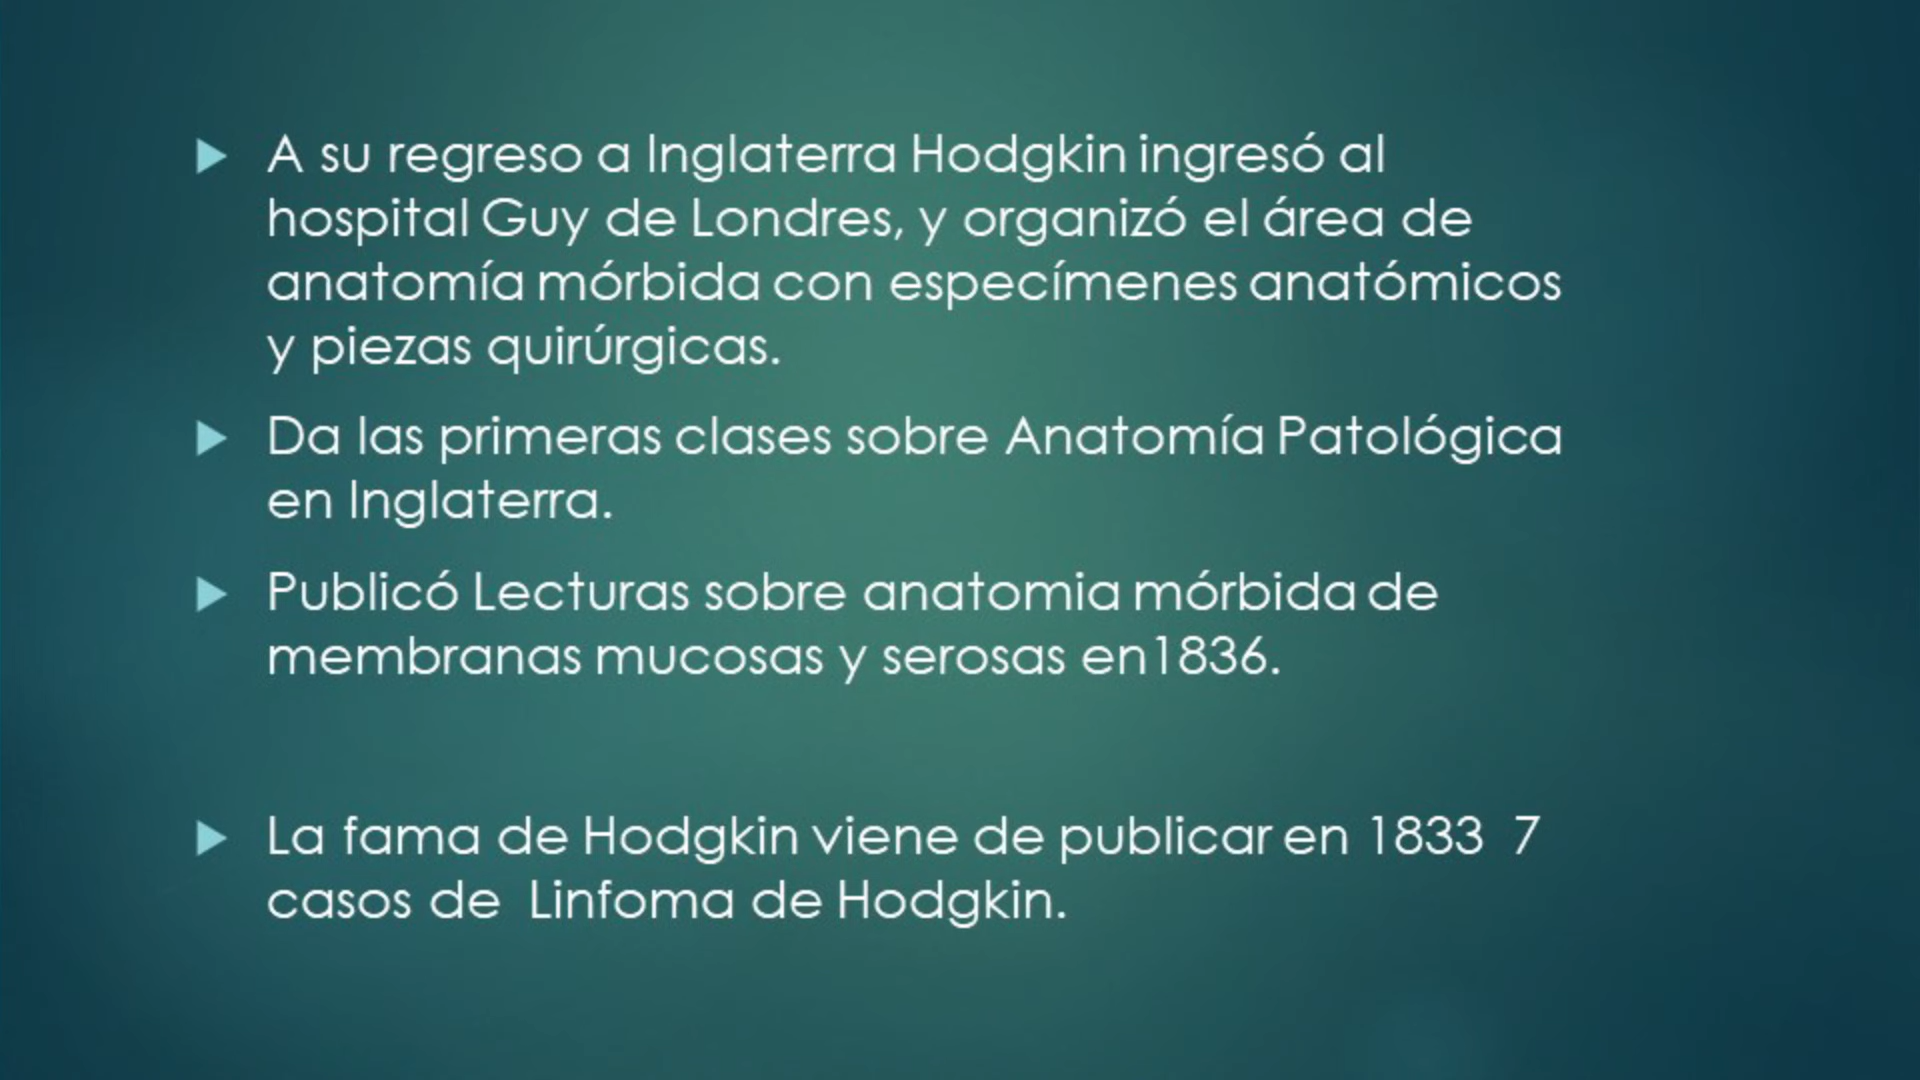 A su regreso a Inglaterra Hodgkin ingresó al
hospital Guy de Londres, y organizó el área de
anatomía mórbida con especímenes anatómicos
y piezas quirúrgicas.
Da las primeras clases sobre Anatomía Patológica
en Inglaterra.
Publicó Lecturas sobre anatomia mórbida de
membranas mucosas y serosas en1836.
La fama de Hodgkin viene de publicar en 1833  7
casos de  Linfoma de Hodgkin.